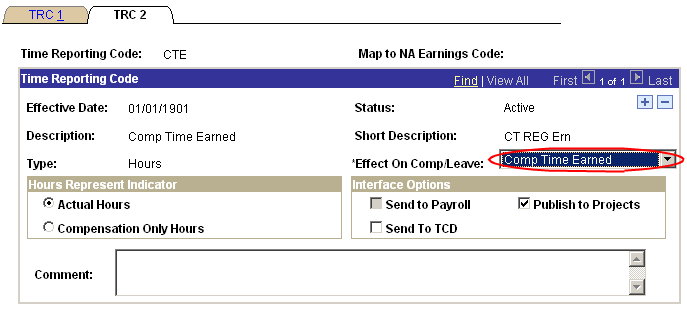 TRC 1 TRC 2
Time Reporting Code: CTE Map to NA Earnings Code:
Time Reporting Code Find | View All First 1 of 1 Last
Effective Date: 01/01/1901 Status: Active
Description: Comp Time Earned Short Description: CT REG Ern
Type: Hours *Effect On Comp/Leave: Comp Time Earned
Hours Represent Indicator Interface Options
Actual Hours Send to Payroll Publish to Projects
Compensation Only Hours Send To TCD
Comment: